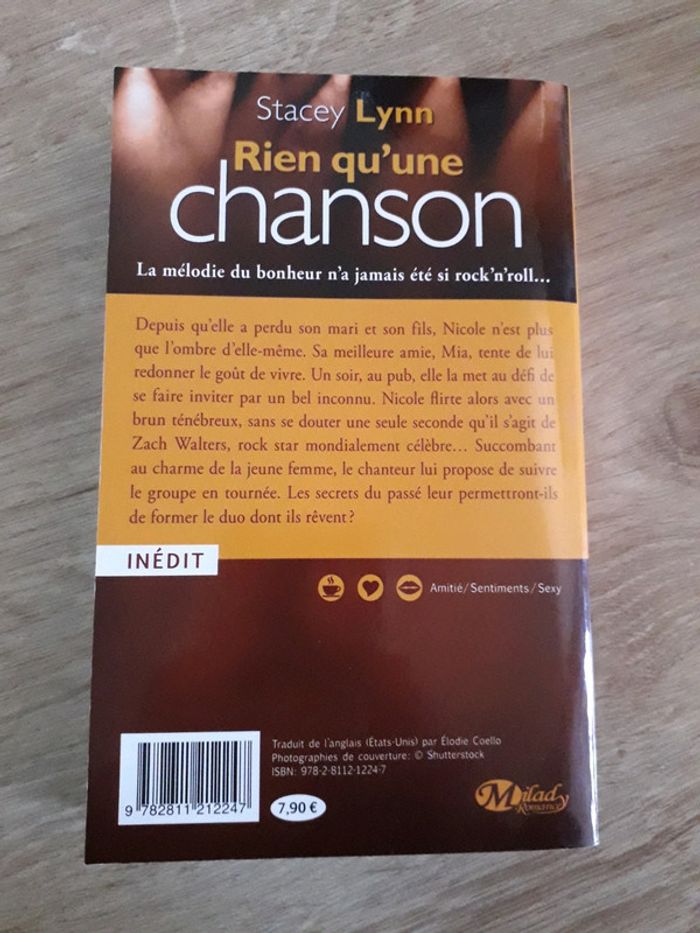 Stacey Lynn
Rien qu'une
chanson
La mélodie du bonheur n'a jamais été si rock'n'roll...
Depuis qu'elle a perdu son mari et son fils, Nicole n'est plus
que l'ombre d'elle-même. Sa meilleure amie, Mia, tente de lui
redonner le goût de vivre. Un soir, au pub, elle la met au défi de
se faire inviter par un bel inconnu. Nicole flirte alors avec un
brun ténébreux, sans se douter une seule seconde qu'il s'agit de
Zach Walters, rock star mondialement célèbre... Succombant
au charme de la jeune femme, le chanteur lui propose de suivre
le groupe en tournée. Les secrets du passé leur permettront-ils
de former le duo dont ils rêvent ?
INÉDIT
Amitié/Sentiments/Sexy
Traduit de l'anglais (États-Unis) par Élodie Coello
Photographies de couverture : © Shutterstock
ISBN : 978-2-8112-1224-7
9 782811 212247
7,90 €
Milady
Romance